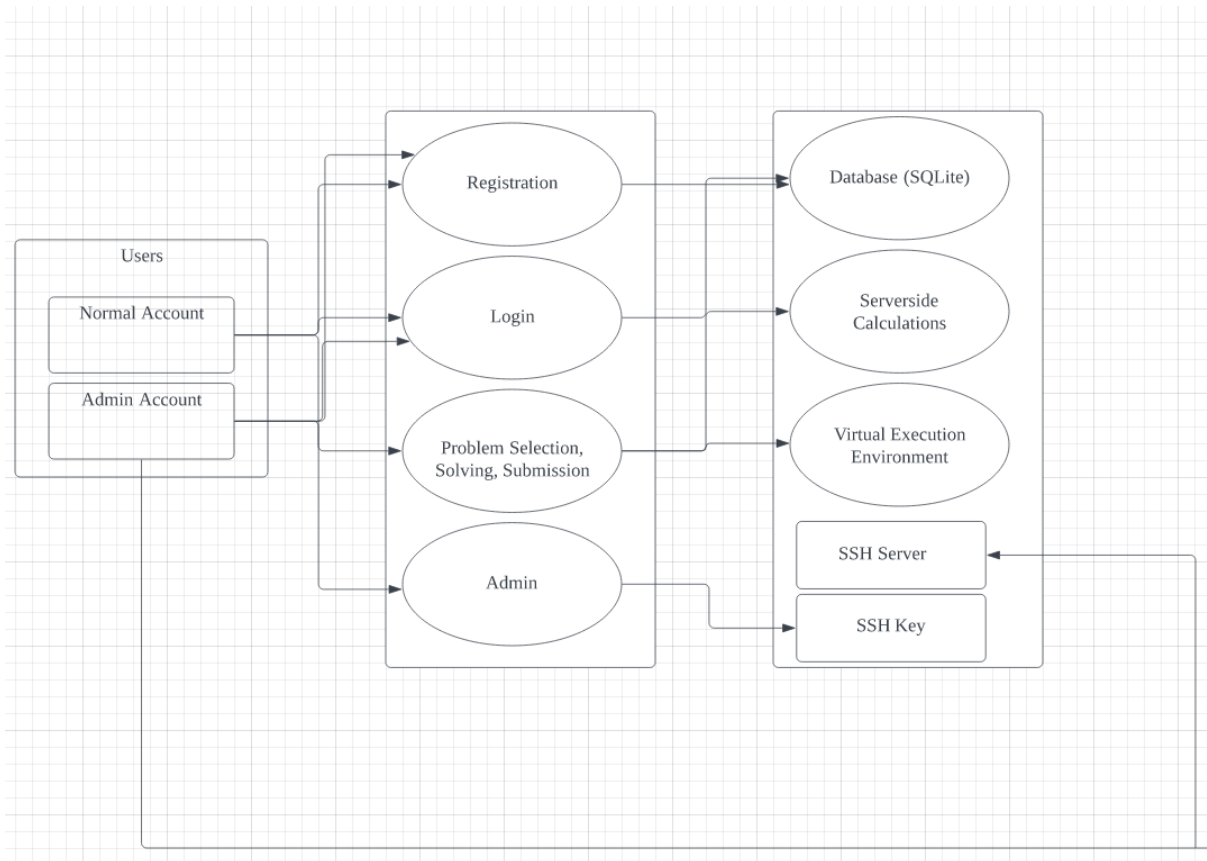 Users
Normal Account
Admin Account
Registration
Login
Problem Selection,
Solving, Submission
Admin
Database (SQLite)
Serverside
Calculations
Virtual Execution
Environment
SSH Server
SSH Key